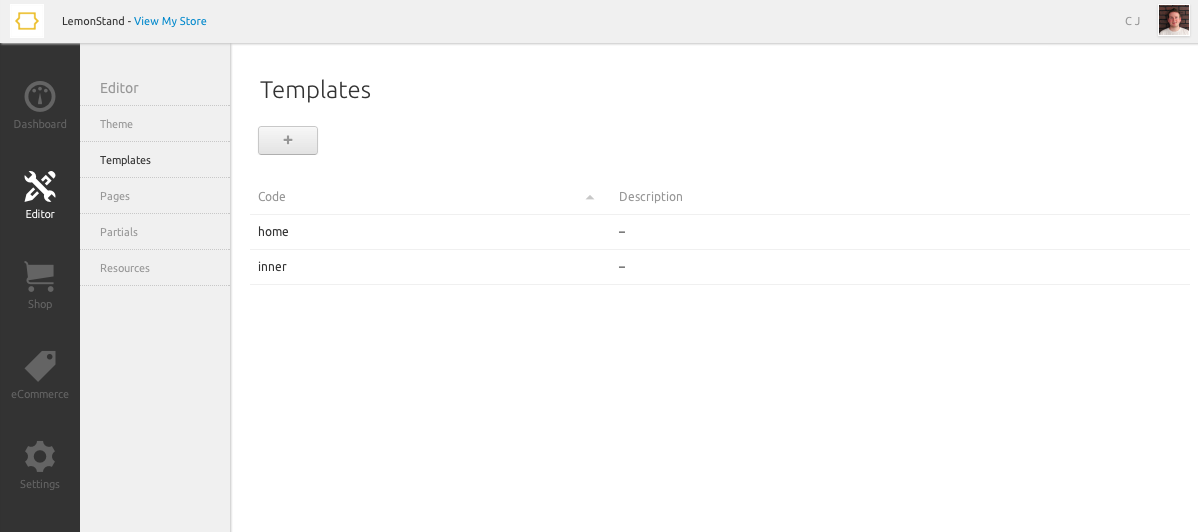 LemonStand - View My Store
C J
Dashboard
Editor
Shop
eCommerce
Settings
Editor
Theme
Templates
Pages
Partials
Resources
Templates
+
Code Description
home –
inner –